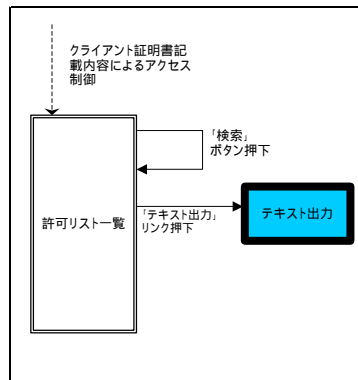 クライアント証明書記
載内容によるアクセス
制御
「検索」
ボタン押下
許可リスト一覧
「テキスト出力」
リンク押下
テキスト出力